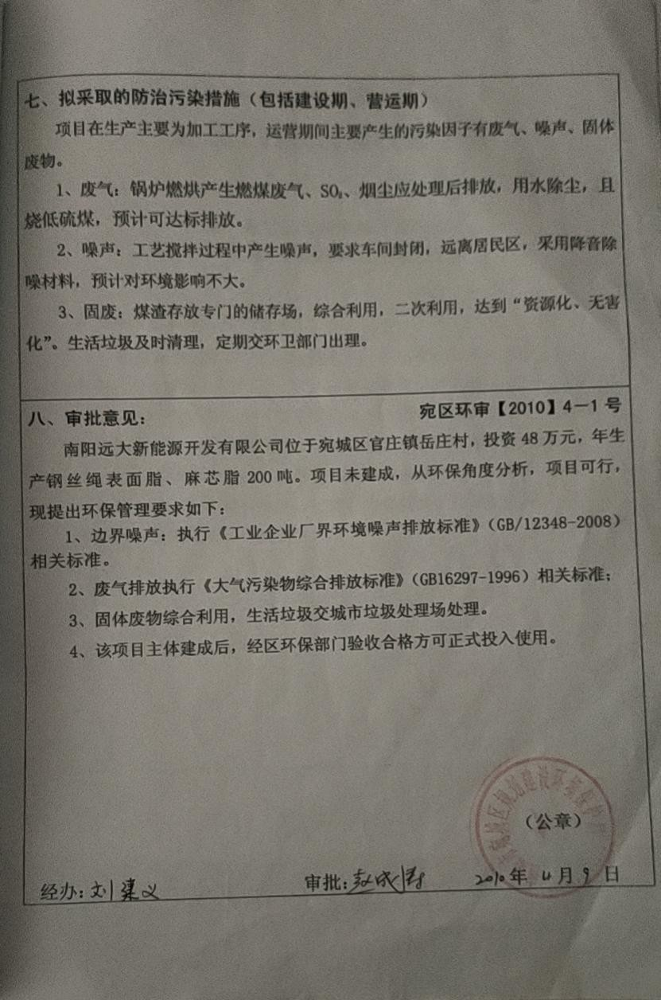 七、拟采取的防治污染措施（包括建设期、营运期）
项目在生产主要为加工工序，运营期间主要产生的污染因子有废气、噪声、固体
废物。
1、废气：锅炉燃烘产生燃煤废气、SO₂、烟尘应处理后排放，用水除尘，且
烧低硫煤，预计可达标排放。
2、噪声：工艺搅拌过程中产生噪声，要求车间封闭，远离居民区，采用降音除
噪材料，预计对环境影响不大。
3、固废：煤渣存放专门的储存场，综合利用，二次利用，达到“资源化、无害
化”。生活垃圾及时清理，定期交环卫部门出理。
八、审批意见： 宛区环审【2010】4－1 号
南阳远大新能源开发有限公司位于宛城区官庄镇岳庄村，投资 48 万元，年生
产钢丝绳表面脂、麻芯脂 200 吨。项目未建成，从环保角度分析，项目可行，
现提出环保管理要求如下：
1、边界噪声：执行《工业企业厂界环境噪声排放标准》（GB/12348-2008）
相关标准。
2、废气排放执行《大气污染物综合排放标准》（GB16297-1996）相关标准；
3、固体废物综合利用，生活垃圾交城市垃圾处理场处理。
4、该项目主体建成后，经区环保部门验收合格方可正式投入使用。
宛城区规划建设环境保护
（公章）
经办：刘建义 审批：赵成 2010年 4月 9 日